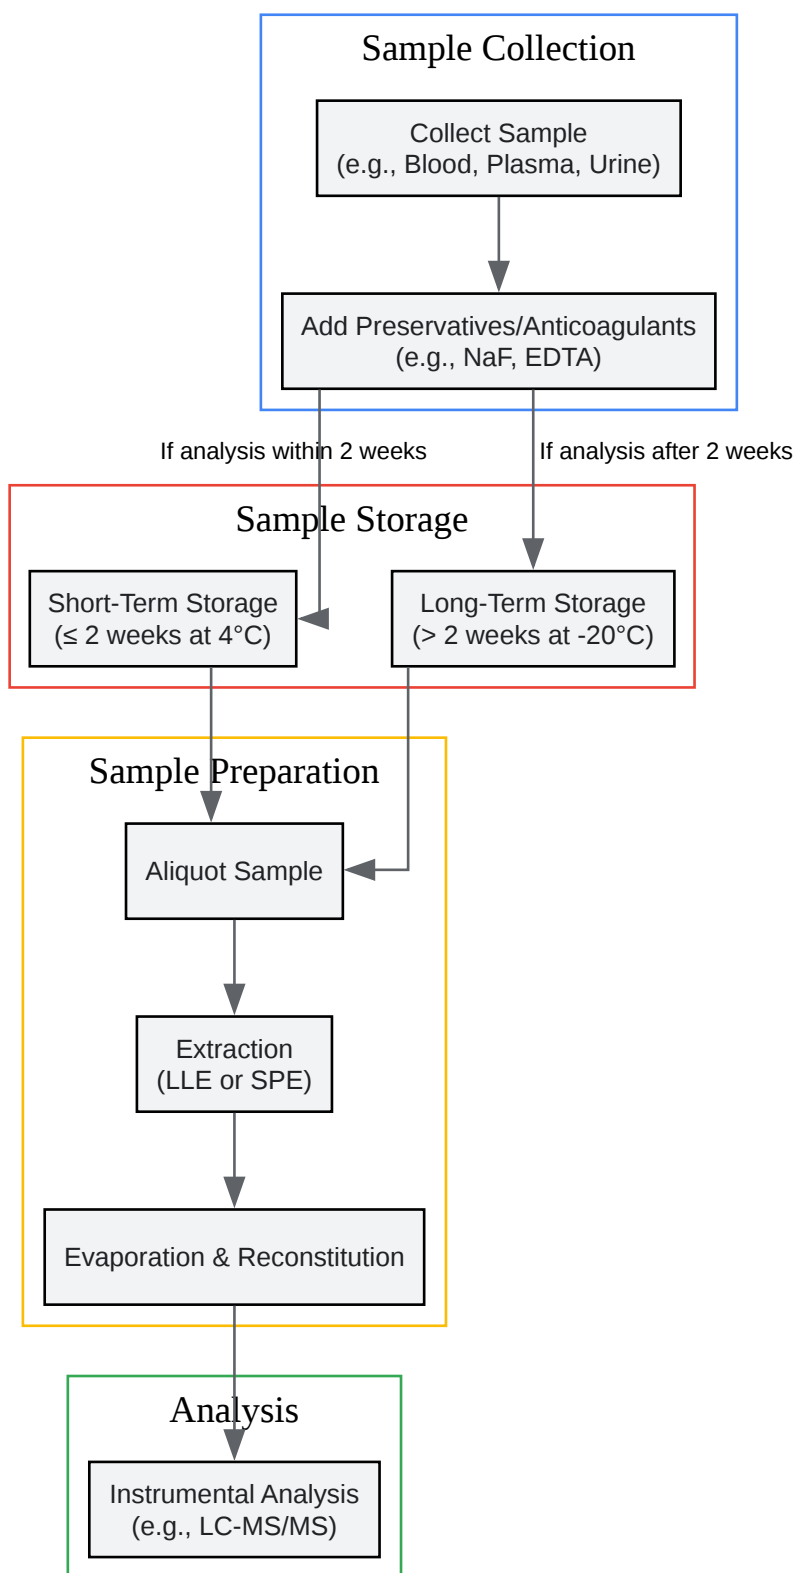 Sample Collection
Collect Sample
(e.g., Blood, Plasma, Urine)
Add Preservatives/Anticoagulants
(e.g., NaF, EDTA)
If analysis within 2 weeks
If analysis after 2 weeks
Sample Storage
Short-Term Storage
(≤ 2 weeks at 4°C)
Long-Term Storage
(> 2 weeks at -20°C)
Sample Preparation
Aliquot Sample
Extraction
(LLE or SPE)
Evaporation & Reconstitution
Analysis
Instrumental Analysis
(e.g., LC-MS/MS)